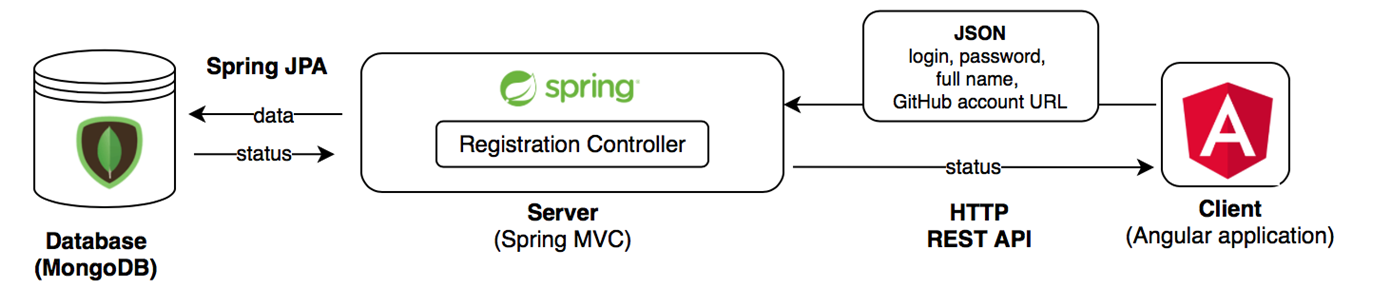 Spring JPA
data
status
Database
(MongoDB)
spring
Registration Controller
Server
(Spring MVC)
JSON
login, password,
full name,
GitHub account URL
status
HTTP
REST API
A
Client
(Angular application)